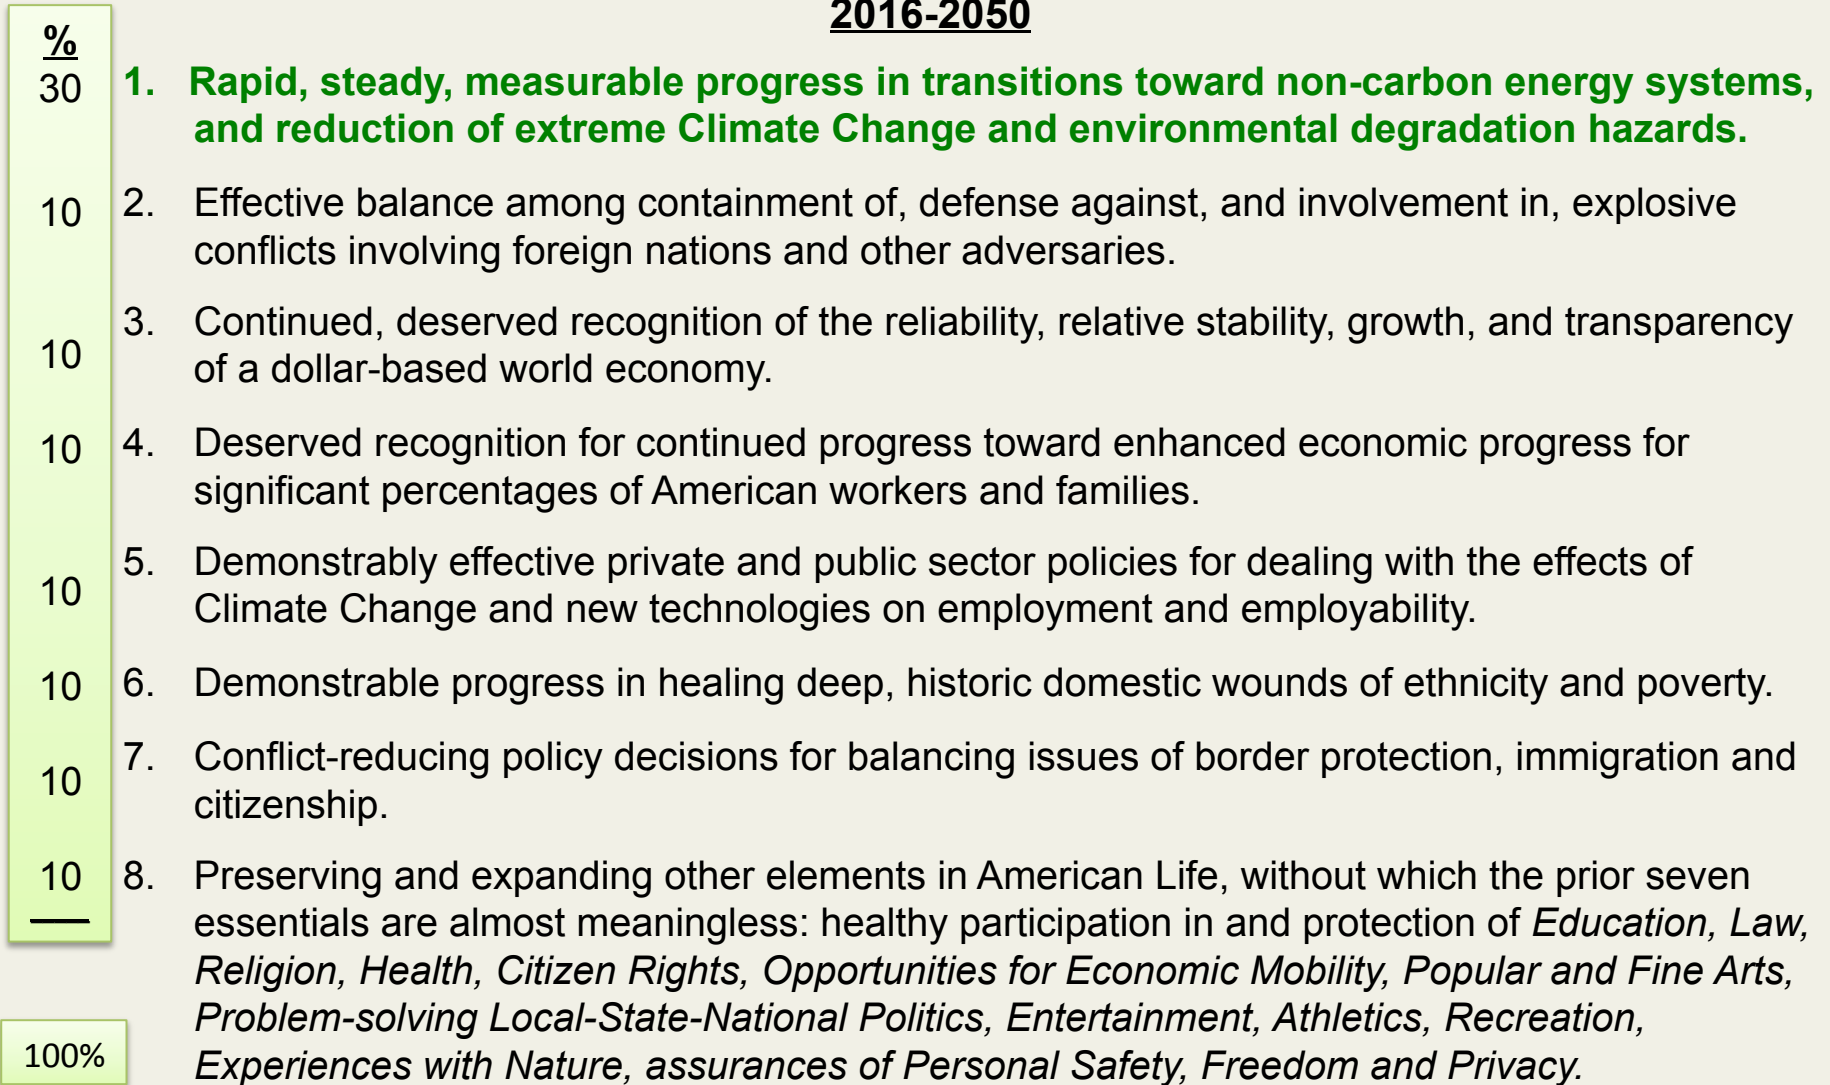 2016-2050
%
30 1. Rapid, steady, measurable progress in transitions toward non-carbon energy systems,
and reduction of extreme Climate Change and environmental degradation hazards.
10 2. Effective balance among containment of, defense against, and involvement in, explosive
conflicts involving foreign nations and other adversaries.
10 3. Continued, deserved recognition of the reliability, relative stability, growth, and transparency
of a dollar-based world economy.
10 4. Deserved recognition for continued progress toward enhanced economic progress for
significant percentages of American workers and families.
10 5. Demonstrably effective private and public sector policies for dealing with the effects of
Climate Change and new technologies on employment and employability.
10 6. Demonstrable progress in healing deep, historic domestic wounds of ethnicity and poverty.
10 7. Conflict-reducing policy decisions for balancing issues of border protection, immigration and
citizenship.
10 8. Preserving and expanding other elements in American Life, without which the prior seven
essentials are almost meaningless: healthy participation in and protection of Education, Law,
Religion, Health, Citizen Rights, Opportunities for Economic Mobility, Popular and Fine Arts,
Problem-solving Local-State-National Politics, Entertainment, Athletics, Recreation,
100% Experiences with Nature, assurances of Personal Safety, Freedom and Privacy.